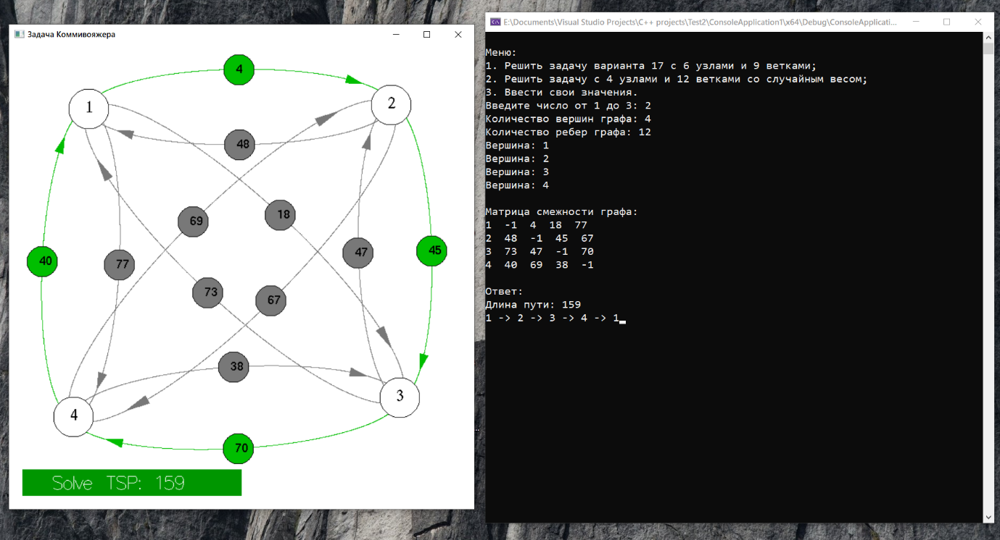 Задача Коммивояжера
4
1
2
48
69
18
40
77
47
45
73
67
38
4
3
70
Solve TSP: 159
E:\Documents\Visual Studio Projects\C++ projects\Test2\ConsoleApplication1\x64\Debug\ConsoleApplicati...
Меню:
1. Решить задачу варианта 17 с 6 узлами и 9 ветками;
2. Решить задачу с 4 узлами и 12 ветками со случайным весом;
3. Ввести свои значения.
Введите число от 1 до 3: 2
Количество вершин графа: 4
Количество ребер графа: 12
Вершина: 1
Вершина: 2
Вершина: 3
Вершина: 4
Матрица смежности графа:
1 -1 4 18 77
2 48 -1 45 67
3 73 47 -1 70
4 40 69 38 -1
Ответ:
Длина пути: 159
1 -> 2 -> 3 -> 4 -> 1